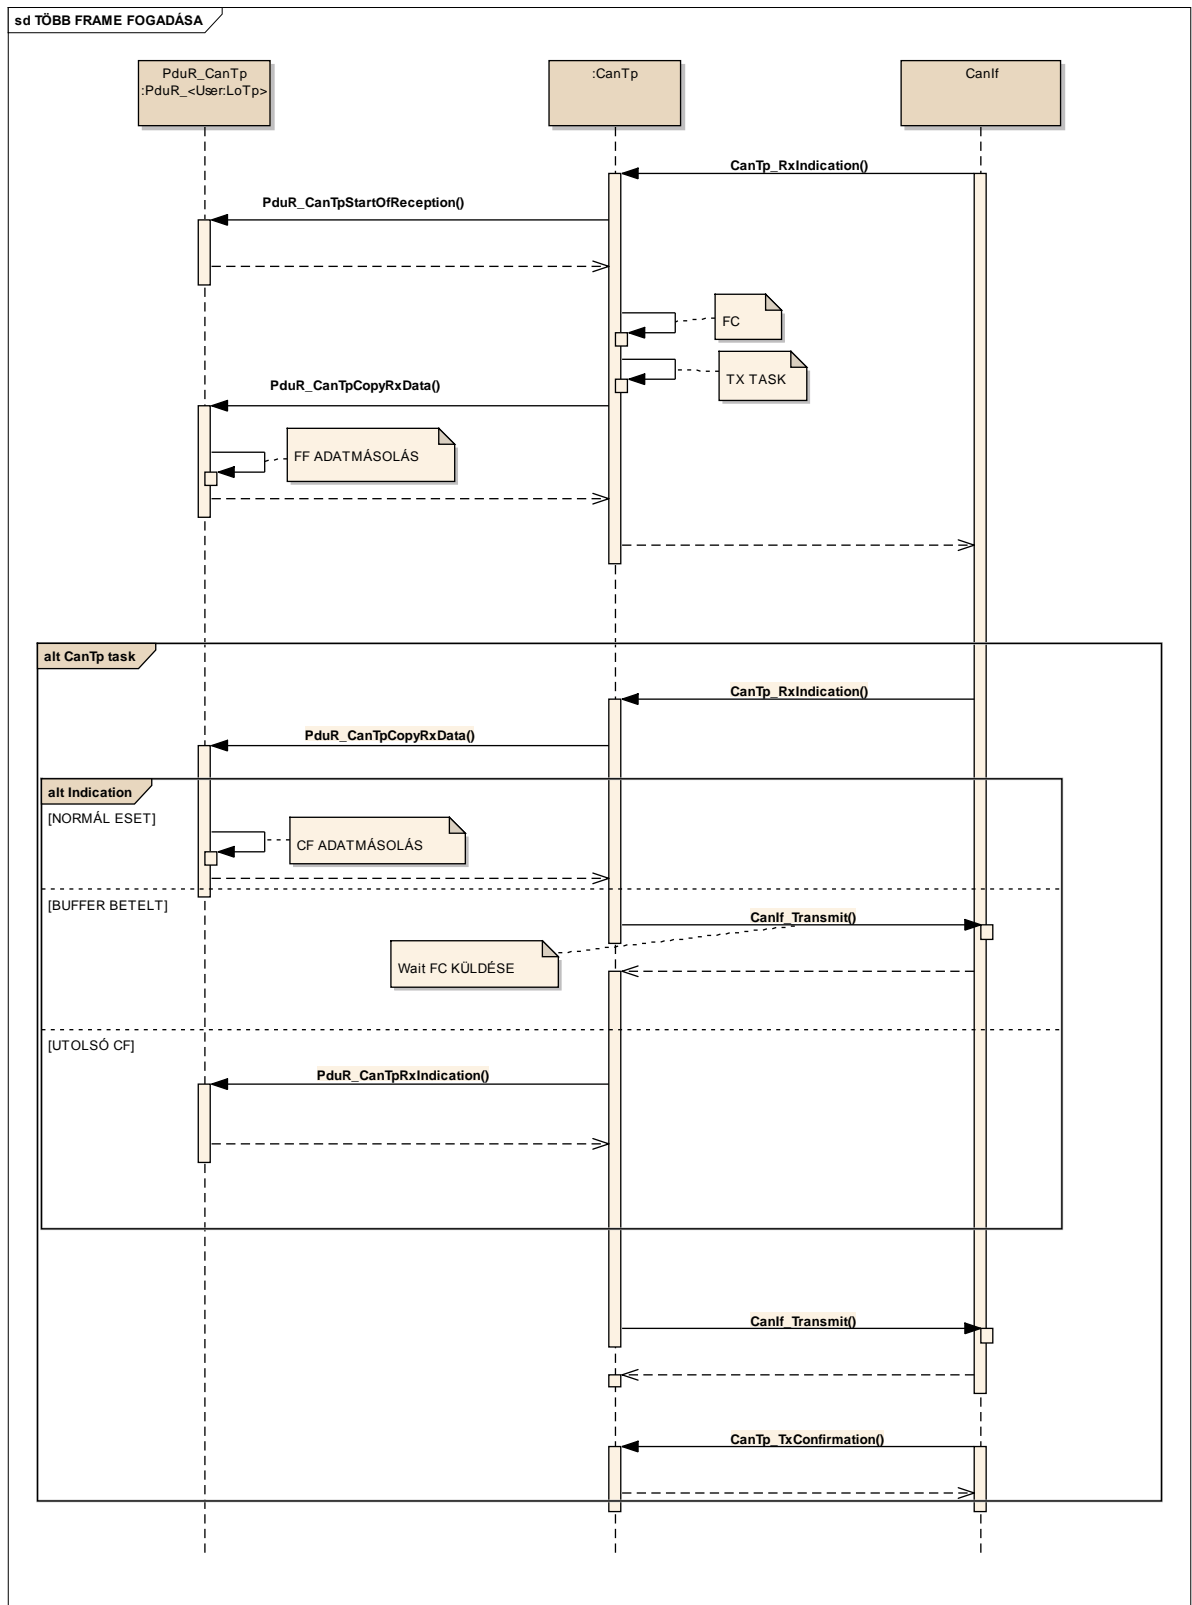 sd TÖBB FRAME FOGADÁSA
PduR_CanTp
:PduR_<User:LoTp>
:CanTp
CanIf
CanTp_RxIndication()
PduR_CanTpStartOfReception()
FC
TX TASK
PduR_CanTpCopyRxData()
FF ADATMÁSOLÁS
alt CanTp task
CanTp_RxIndication()
PduR_CanTpCopyRxData()
alt Indication
[NORMÁL ESET]
CF ADATMÁSOLÁS
[BUFFER BETELT]
CanIf_Transmit()
Wait FC KÜLDÉSE
[UTOLSÓ CF]
PduR_CanTpRxIndication()
CanIf_Transmit()
CanTp_TxConfirmation()